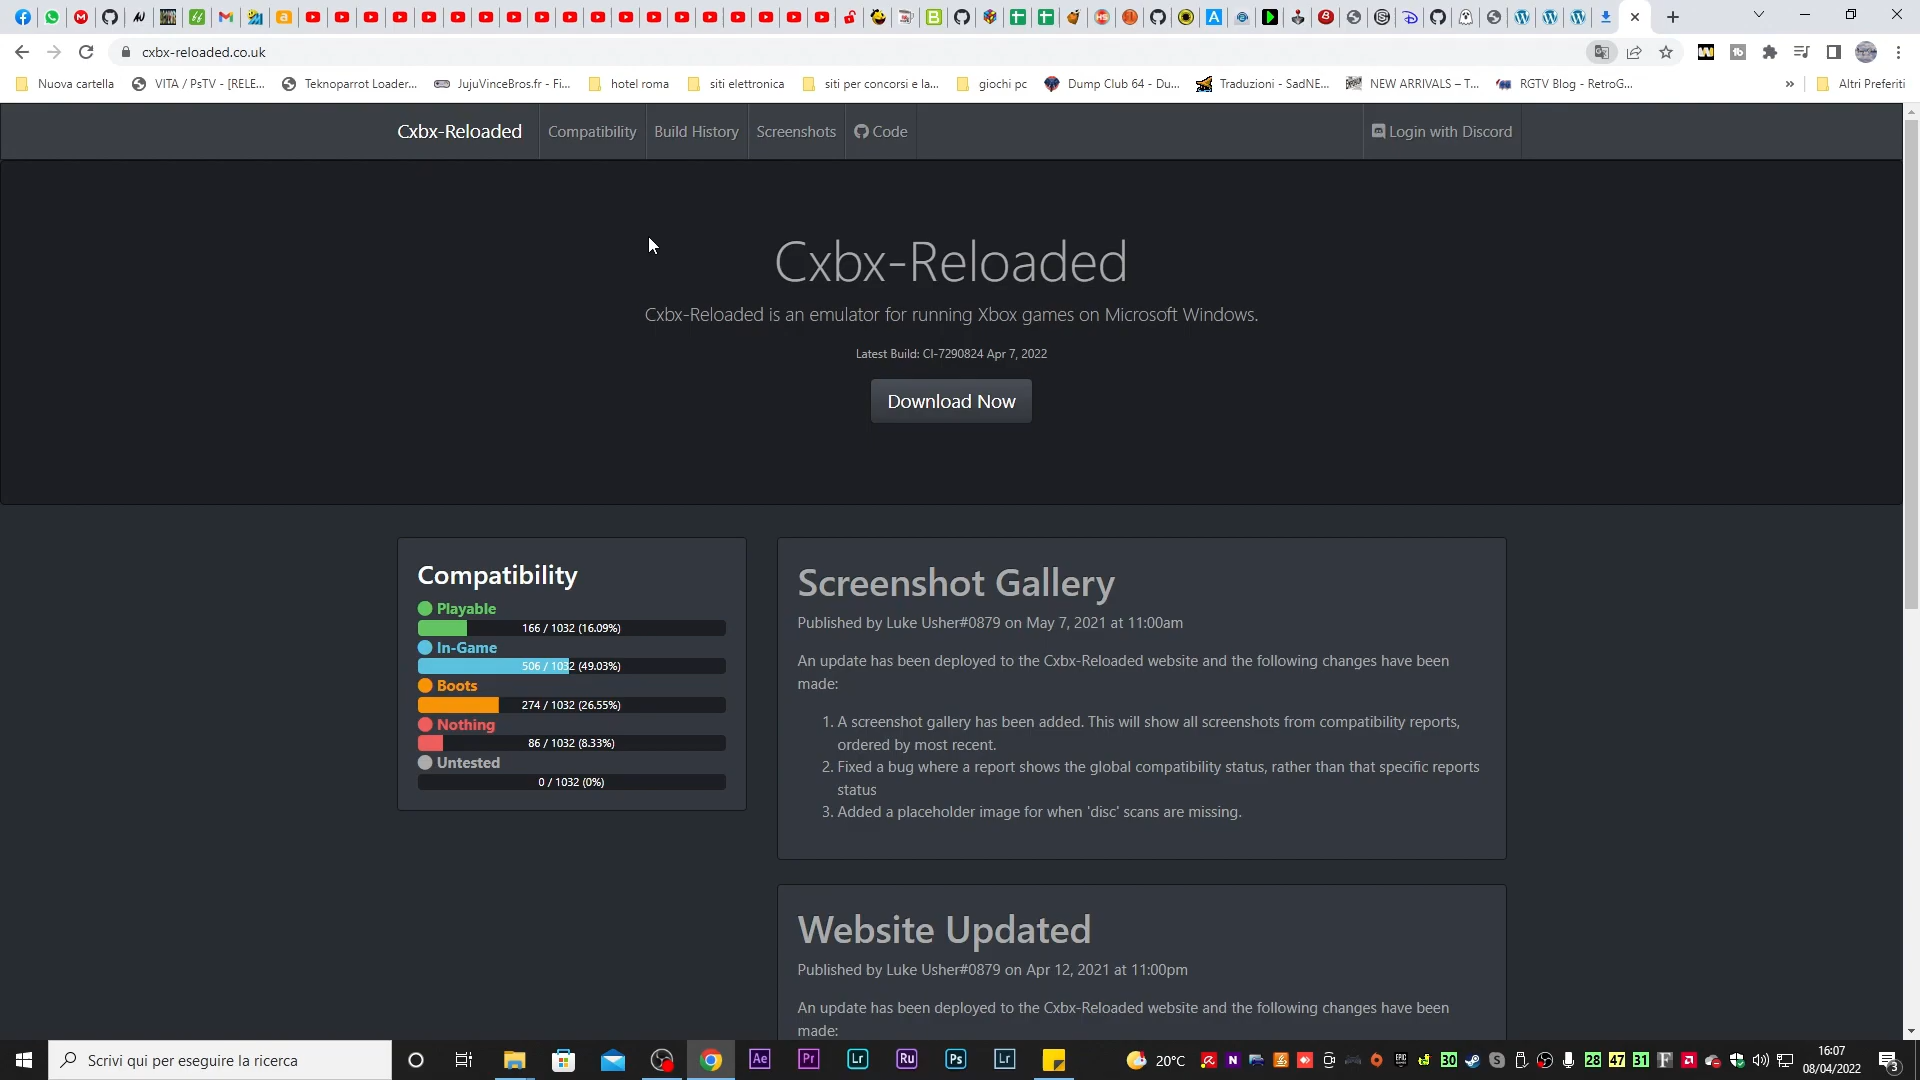 cxbx-reloaded.co.uk
Nuova cartella
VITA / PsTV - [RELE...
Teknoparrot Loader...
JujuVinceBros.fr - Fi...
hotel roma
siti elettronica
siti per concorsi e la...
giochi pc
Dump Club 64 - Du...
Traduzioni - SadNE...
NEW ARRIVALS – T...
RGTV Blog - RetroG...
»
Altri Preferiti
Cxbx-Reloaded
Compatibility
Build History
Screenshots
Code
Login with Discord
Cxbx-Reloaded
Cxbx-Reloaded is an emulator for running Xbox games on Microsoft Windows.
Latest Build: CI-7290824 Apr 7, 2022
Download Now
Compatibility
Playable
166 / 1032 (16.09%)
In-Game
506 / 1032 (49.03%)
Boots
274 / 1032 (26.55%)
Nothing
86 / 1032 (8.33%)
Untested
0 / 1032 (0%)
Screenshot Gallery
Published by Luke Usher#0879 on May 7, 2021 at 11:00am
An update has been deployed to the Cxbx-Reloaded website and the following changes have been
made:
1. A screenshot gallery has been added. This will show all screenshots from compatibility reports,
ordered by most recent.
2. Fixed a bug where a report shows the global compatibility status, rather than that specific reports
status
3. Added a placeholder image for when 'disc' scans are missing.
Website Updated
Published by Luke Usher#0879 on Apr 12, 2021 at 11:00pm
An update has been deployed to the Cxbx-Reloaded website and the following changes have been
made:
Scrivi qui per eseguire la ricerca
Ae
Pr
Lr
Ru
Ps
Lr
20°C
30
28
47
31
16:07
08/04/2022
3